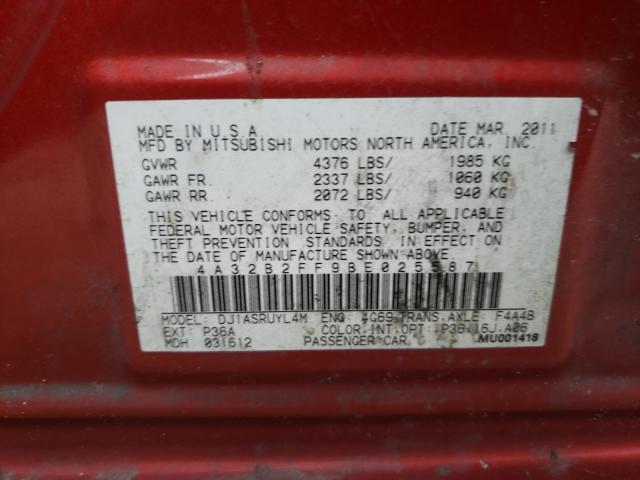 MADE IN U.S.A. DATE MAR. 2011
MFD BY MITSUBISHI MOTORS NORTH AMERICA, INC.
GVWR 4376 LBS/ 1985 KG
GAWR FR. 2337 LBS/ 1060 KG
GAWR RR. 2072 LBS/ 940 KG
THIS VEHICLE CONFORMS TO ALL APPLICABLE
FEDERAL MOTOR VEHICLE SAFETY, BUMPER, AND
THEFT PREVENTION STANDARDS IN EFFECT ON
THE DATE OF MANUFACTURE SHOWN ABOVE.
4A32B2FF9BE025587
MODEL: DJ1ASRUYL4M ENG: 4G69 TRANS.AXLE: F4A4B
EXT: P36A COLOR.INT.OPT: P36.16J.A06
MDH 031612 PASSENGER CAR MU001418